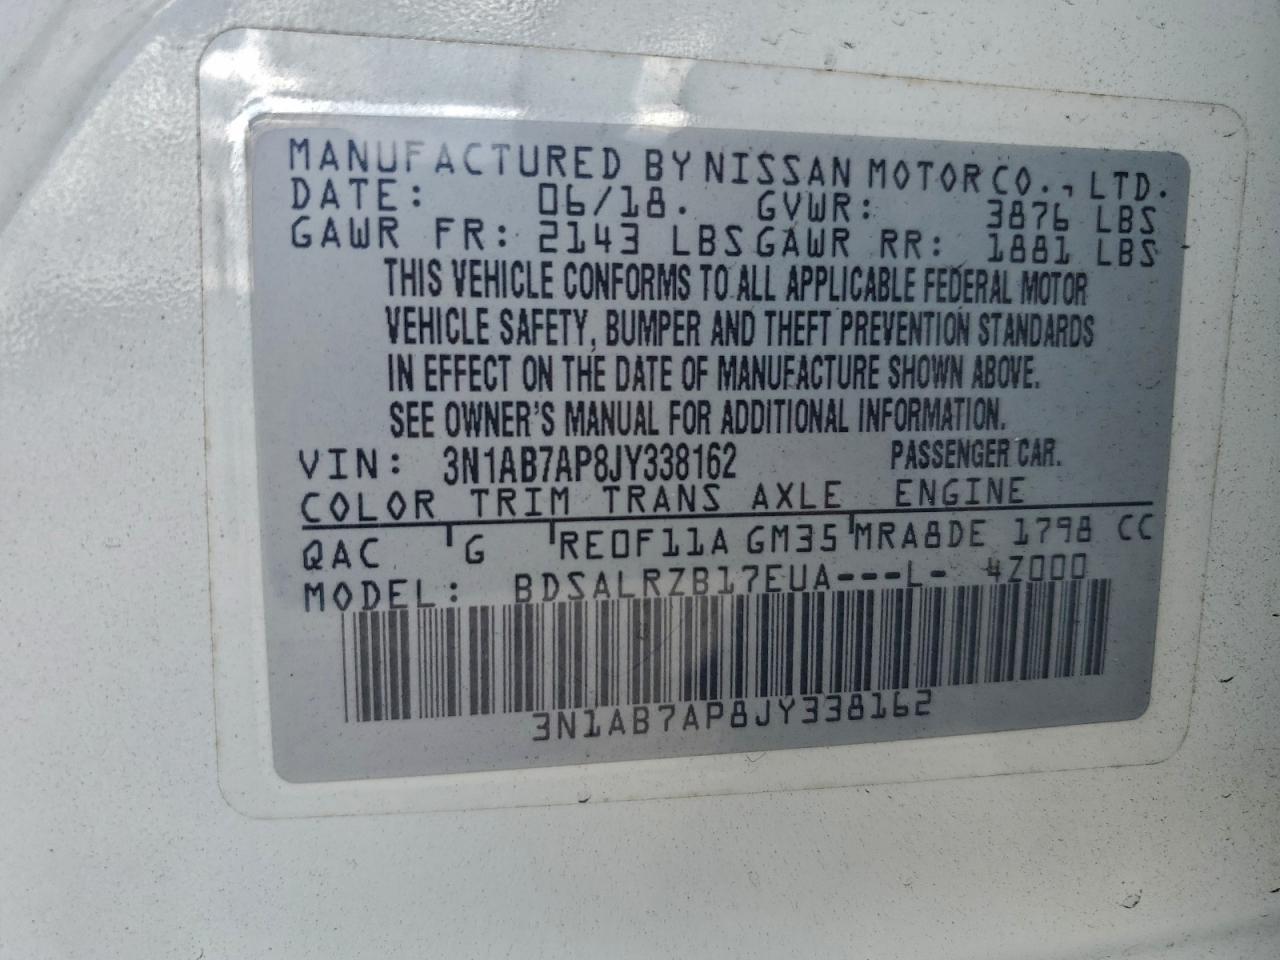 MANUFACTURED BY NISSAN MOTOR CO., LTD.
DATE: 06/18. GVWR: 3876 LBS
GAWR FR: 2143 LBS GAWR RR: 1881 LBS
THIS VEHICLE CONFORMS TO ALL APPLICABLE FEDERAL MOTOR
VEHICLE SAFETY, BUMPER AND THEFT PREVENTION STANDARDS
IN EFFECT ON THE DATE OF MANUFACTURE SHOWN ABOVE.
SEE OWNER'S MANUAL FOR ADDITIONAL INFORMATION.
VIN: 3N1AB7AP8JY338162 PASSENGER CAR.
COLOR TRIM TRANS AXLE ENGINE
QAC G RE0F11A GM35 MRA8DE 1798 CC
MODEL: BDSALRZB17EUA---L- 4Z000
3N1AB7AP8JY338162